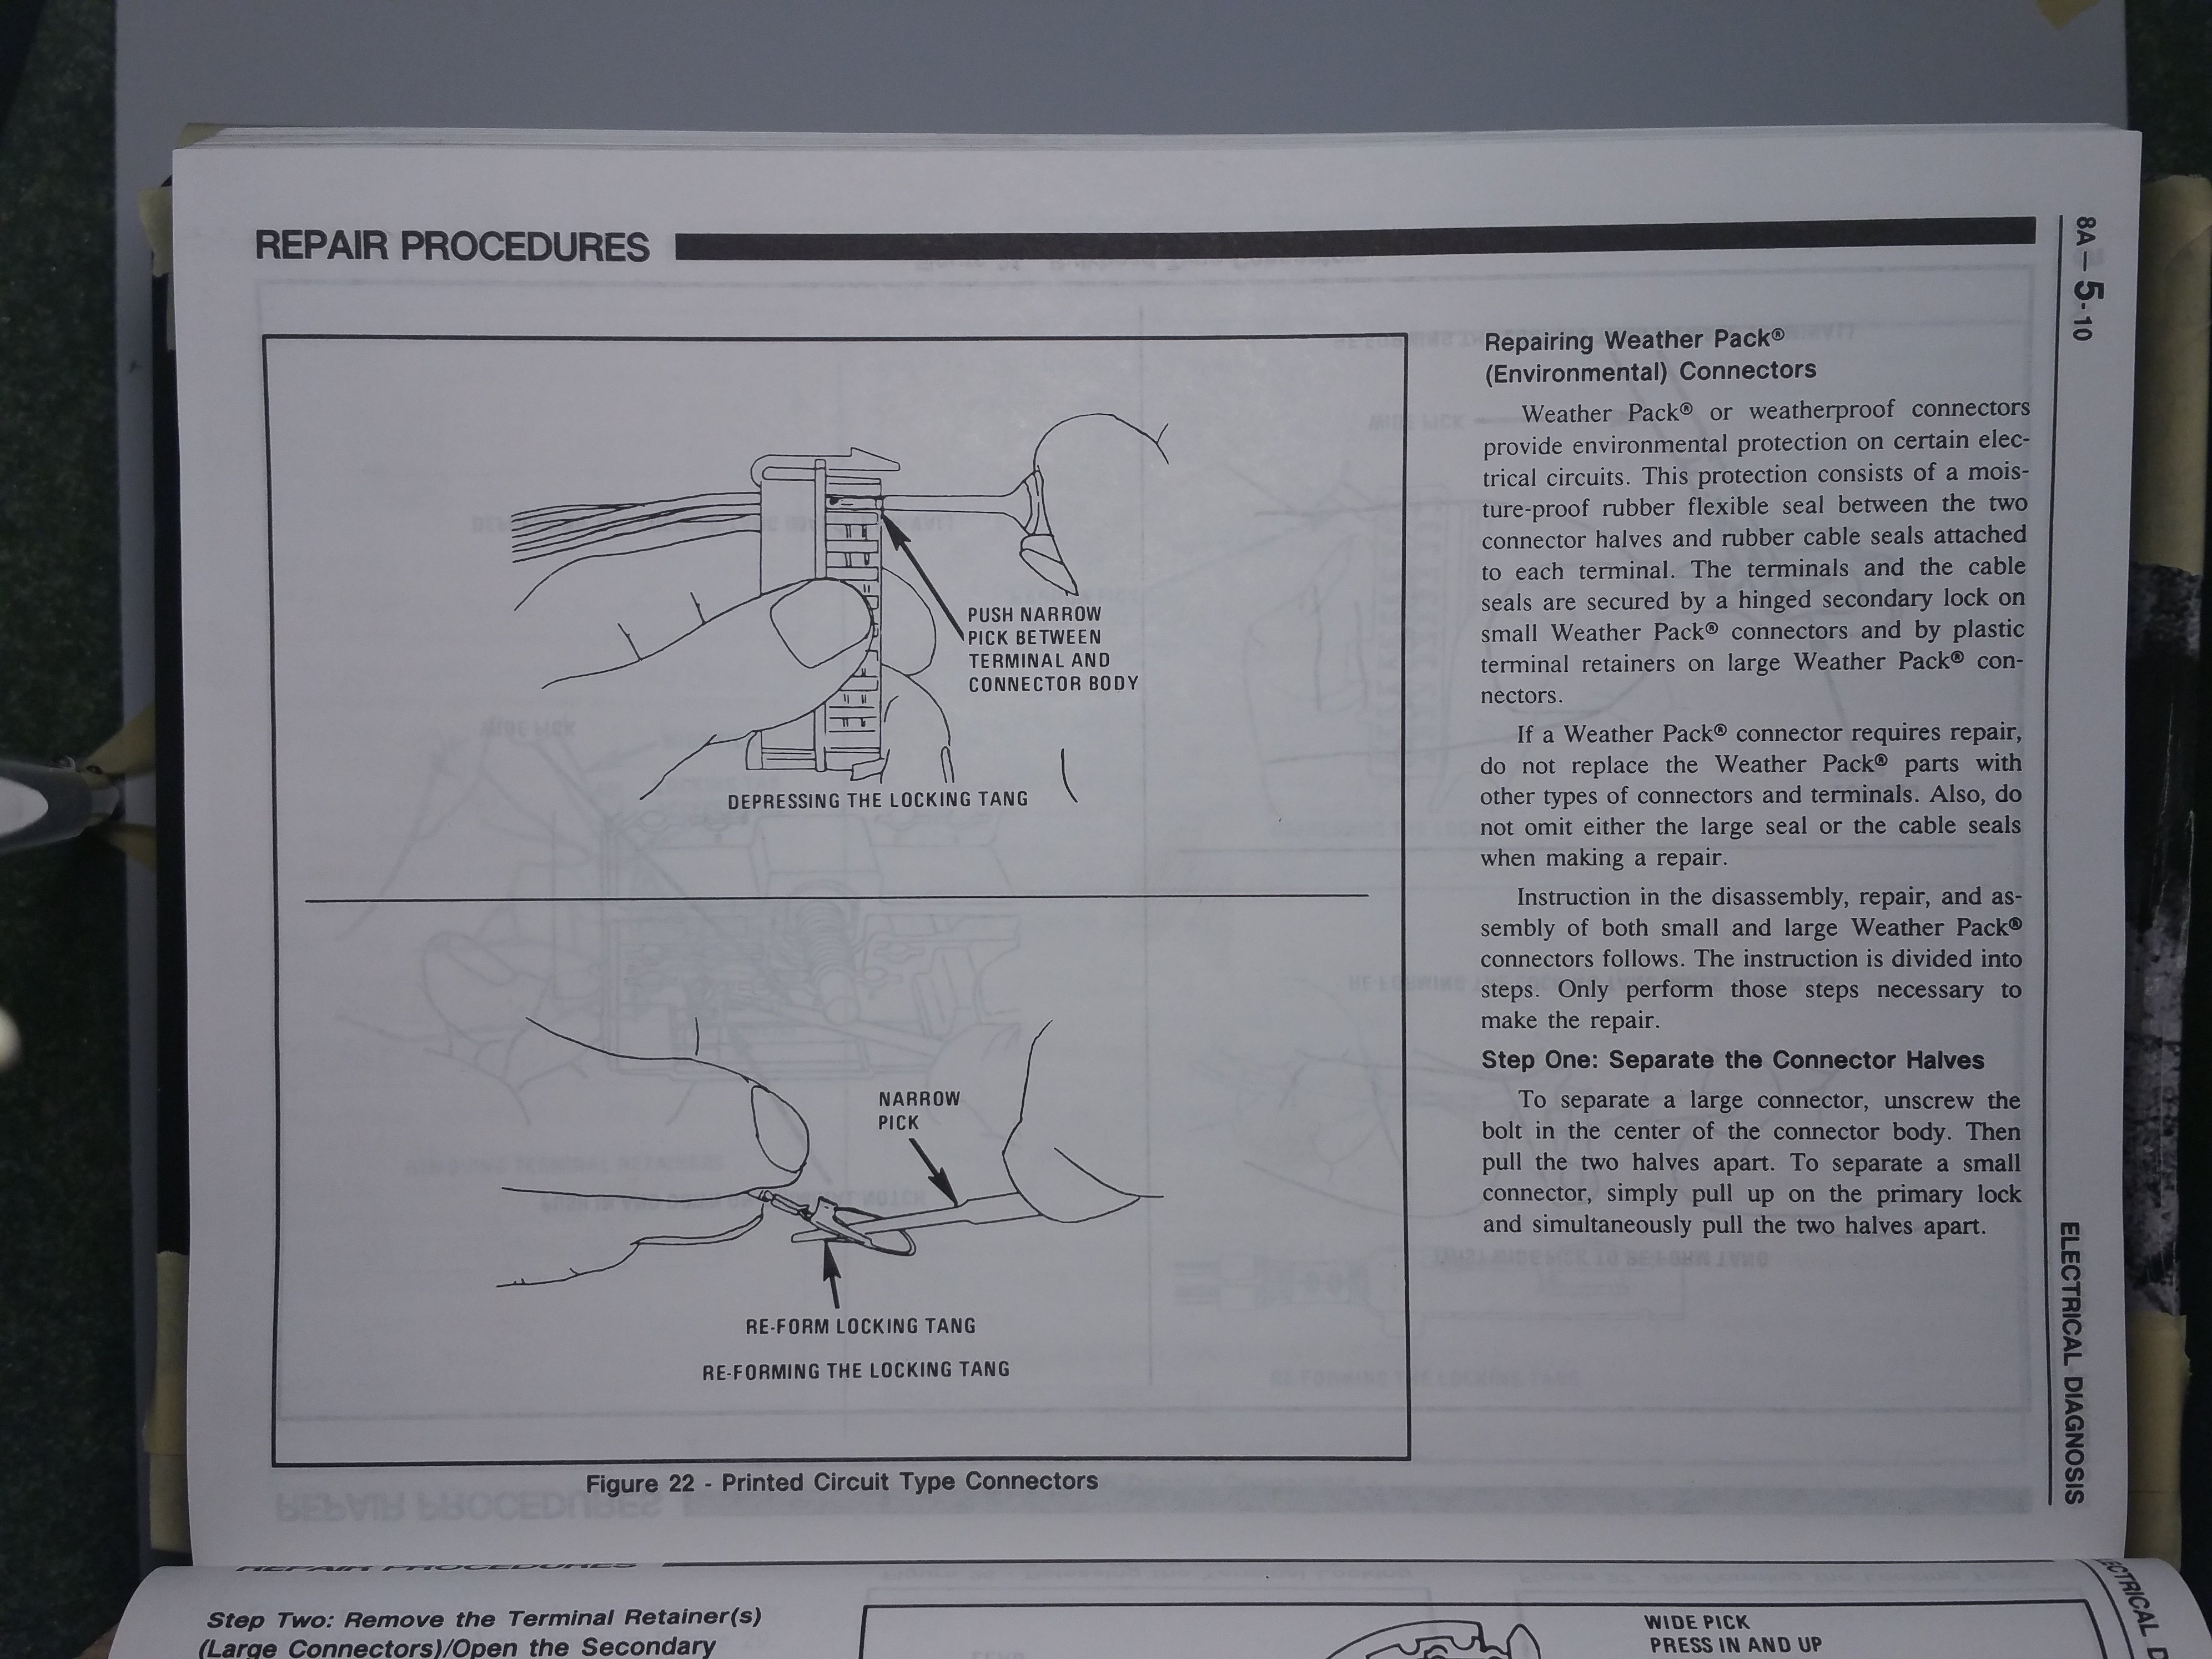 REPAIR PROCEDURES
8A—5-10
PUSH NARROW
PICK BETWEEN
TERMINAL AND
CONNECTOR BODY
DEPRESSING THE LOCKING TANG
NARROW
PICK
RE-FORM LOCKING TANG
RE-FORMING THE LOCKING TANG
Figure 22 - Printed Circuit Type Connectors
Repairing Weather Pack®
(Environmental) Connectors
Weather Pack® or weatherproof connectors
provide environmental protection on certain elec-
trical circuits. This protection consists of a mois-
ture-proof rubber flexible seal between the two
connector halves and rubber cable seals attached
to each terminal. The terminals and the cable
seals are secured by a hinged secondary lock on
small Weather Pack® connectors and by plastic
terminal retainers on large Weather Pack® con-
nectors.
If a Weather Pack® connector requires repair,
do not replace the Weather Pack® parts with
other types of connectors and terminals. Also, do
not omit either the large seal or the cable seals
when making a repair.
Instruction in the disassembly, repair, and as-
sembly of both small and large Weather Pack®
connectors follows. The instruction is divided into
steps. Only perform those steps necessary to
make the repair.
Step One: Separate the Connector Halves
To separate a large connector, unscrew the
bolt in the center of the connector body. Then
pull the two halves apart. To separate a small
connector, simply pull up on the primary lock
and simultaneously pull the two halves apart.
ELECTRICAL DIAGNOSIS
REPAIR PROCEDURES
Step Two: Remove the Terminal Retainer(s)
(Large Connectors)/Open the Secondary
WIDE PICK
PRESS IN AND UP